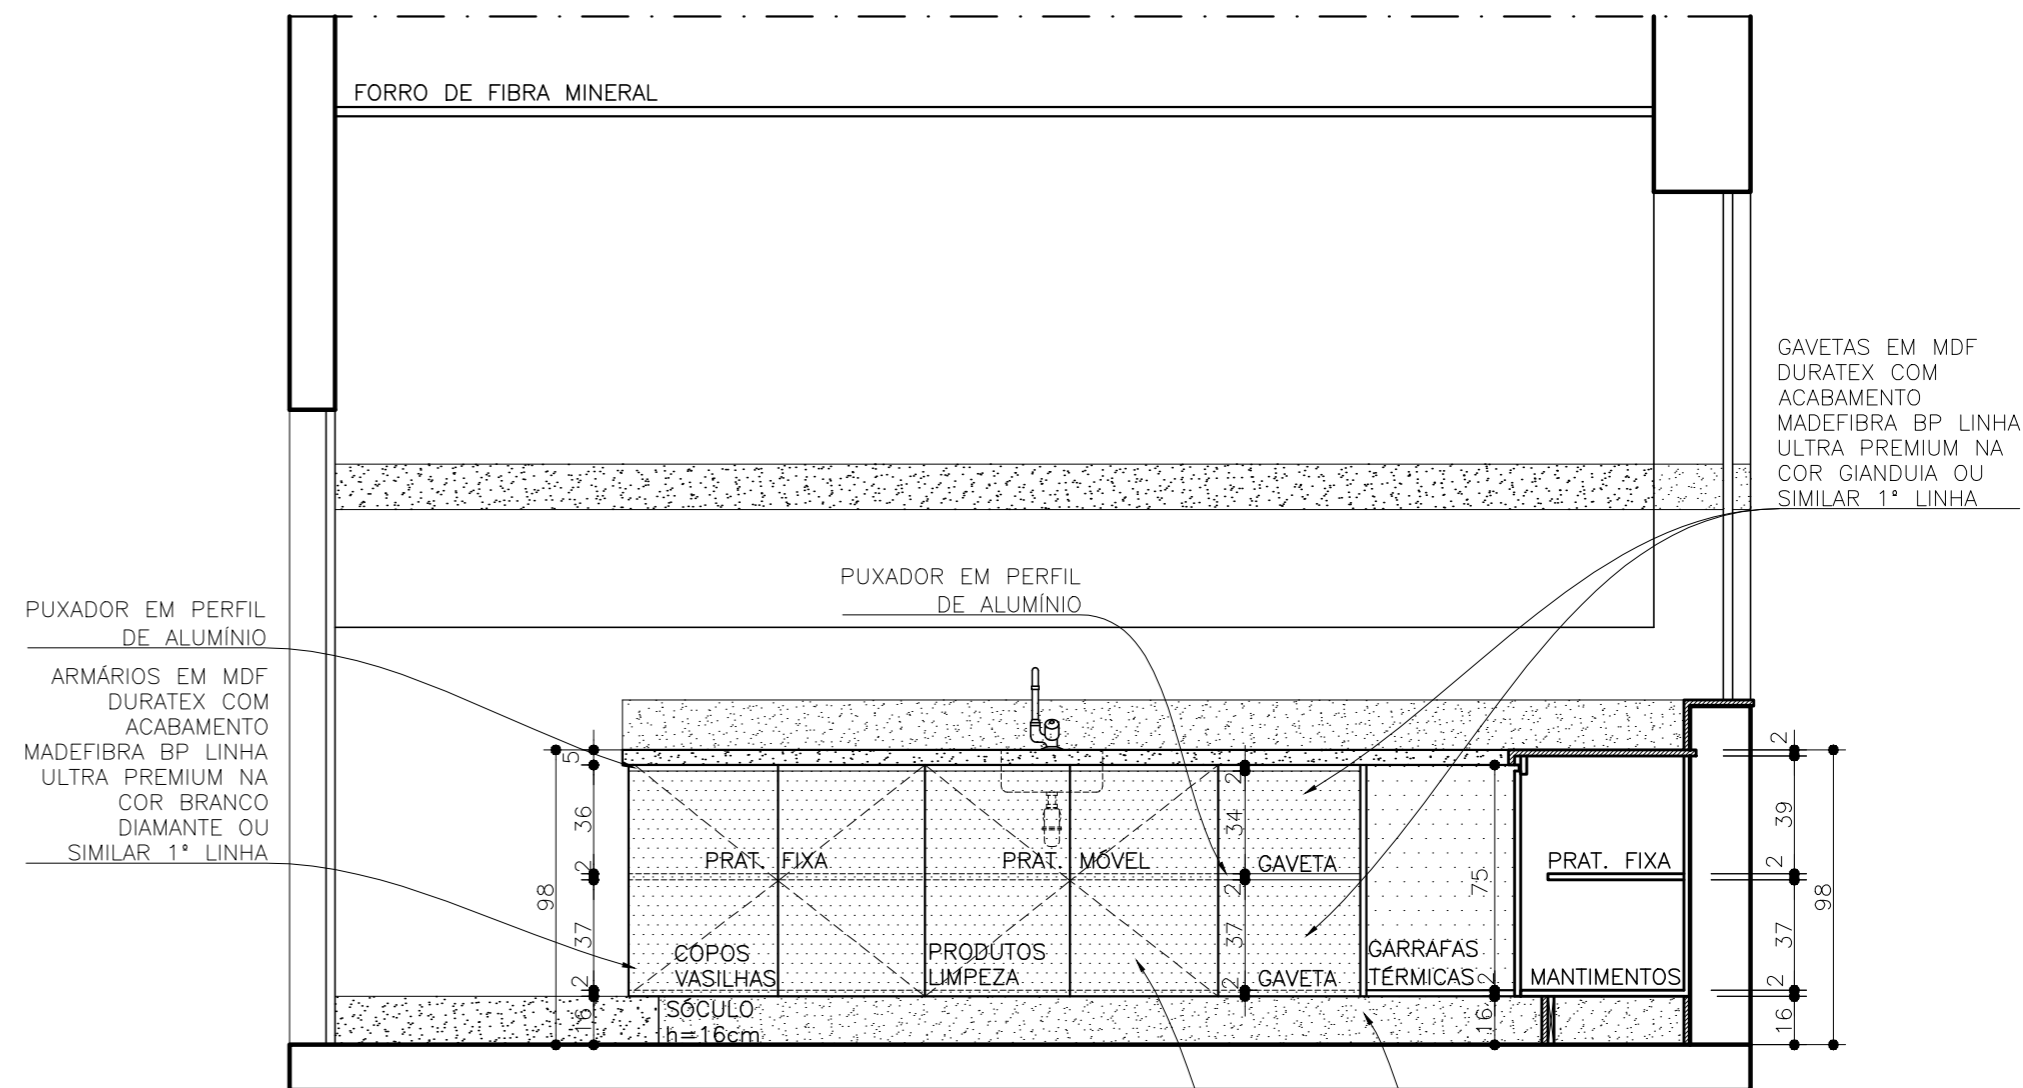 FORRO DE FIBRA MINERAL
GAVETAS EM MDF
DURATEX COM
ACABAMENTO
MADEFIBRA BP LINHA
ULTRA PREMIUM NA
COR GIANDUIA OU
SIMILAR 1ª LINHA
PUXADOR EM PERFIL
DE ALUMÍNIO
PUXADOR EM PERFIL
DE ALUMÍNIO
ARMÁRIOS EM MDF
DURATEX COM
ACABAMENTO
MADEFIBRA BP LINHA
ULTRA PREMIUM NA
COR BRANCO
DIAMANTE OU
SIMILAR 1ª LINHA
98
5
36
2
37
2
16
PRAT. FIXA
COPOS
VASILHAS
SÓCULO
h=16cm
PRAT. MÓVEL
PRODUTOS
LIMPEZA
2
34
2
37
2
GAVETA
GAVETA
GARRAFAS
TÉRMICAS
75
2
16
PRAT. FIXA
MANTIMENTOS
2
39
2
37
2
16
98